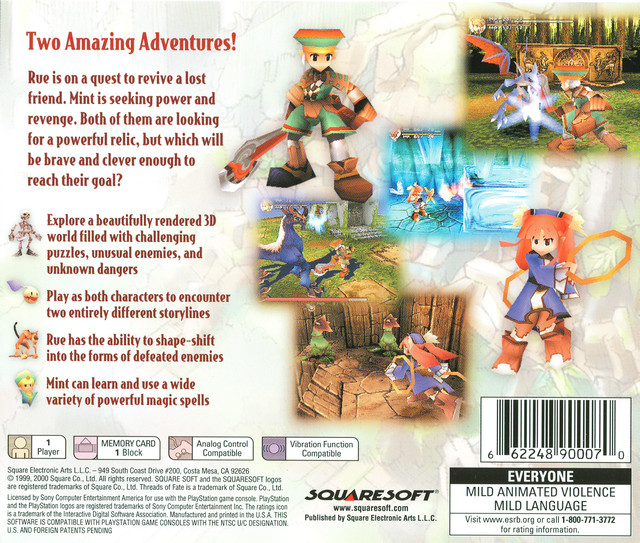 Two Amazing Adventures!
Rue is on a quest to revive a lost
friend. Mint is seeking power and
revenge. Both of them are looking
for a powerful relic, but which will
be brave and clever enough to
reach their goal?
Explore a beautifully rendered 3D
world filled with challenging
puzzles, unusual enemies, and
unknown dangers
Play as both characters to encounter
two entirely different storylines
Rue has the ability to shape-shift
into the forms of defeated enemies
Mint can learn and use a wide
variety of powerful magic spells
1
Player
MEMORY CARD
1 Block
Analog Control
Compatible
Vibration Function
Compatible
Square Electronic Arts L.L.C. – 949 South Coast Drive #200, Costa Mesa, CA 92626
© 1999, 2000 Square Co., Ltd. All rights reserved. SQUARE SOFT and the SQUARESOFT logos
are registered trademarks of Square Co., Ltd. Threads of Fate is a trademark of Square Co., Ltd.
Licensed by Sony Computer Entertainment America for use with the PlayStation game console. PlayStation
and the PlayStation logos are registered trademarks of Sony Computer Entertainment Inc. The ratings icon
is a trademark of the Interactive Digital Software Association. Manufactured and printed in the U.S.A. THIS
SOFTWARE IS COMPATIBLE WITH PLAYSTATION GAME CONSOLES WITH THE NTSC U/C DESIGNATION.
U.S. AND FOREIGN PATENTS PENDING
SQUARESOFT®
www.squaresoft.com
Published by Square Electronic Arts L.L.C.
6 62248 90007 0
EVERYONE
MILD ANIMATED VIOLENCE
MILD LANGUAGE
Visit www.esrb.org or call 1-800-771-3772
for rating information.